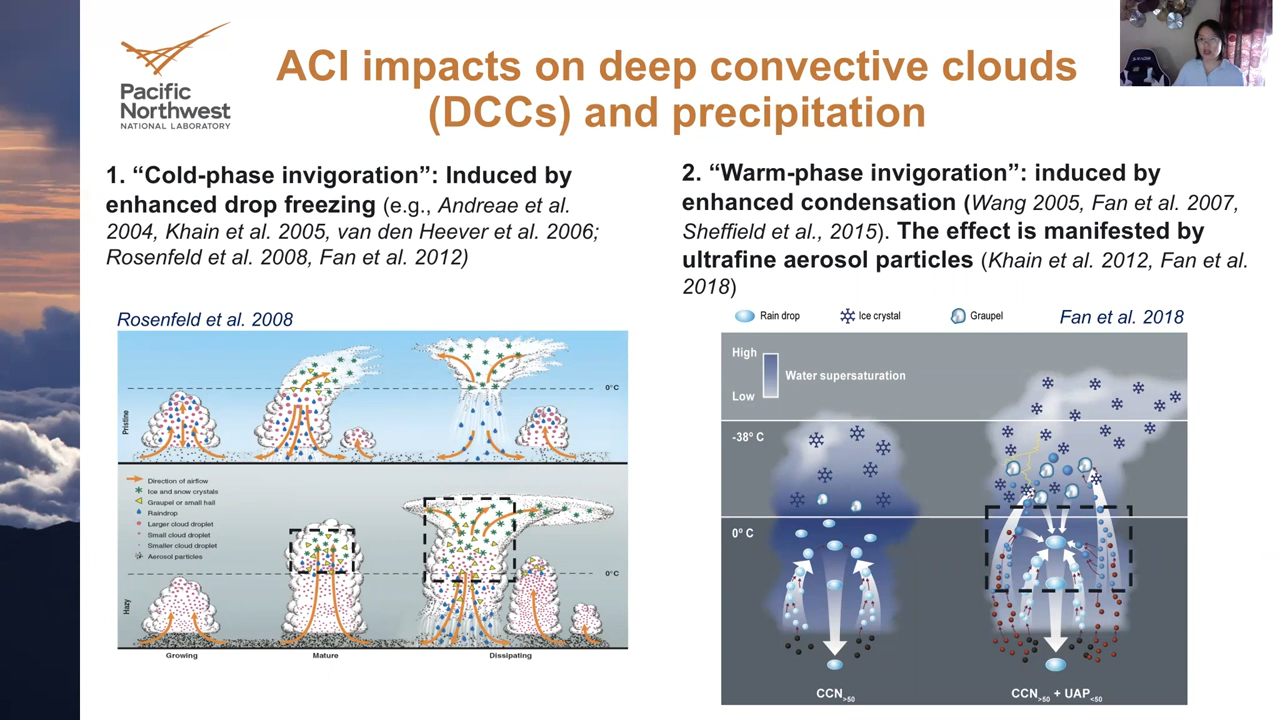 Pacific
Northwest
NATIONAL LABORATORY
ACI impacts on deep convective clouds
(DCCs) and precipitation
1. “Cold-phase invigoration”: Induced by
enhanced drop freezing (e.g., Andreae et al.
2004, Khain et al. 2005, van den Heever et al. 2006;
Rosenfeld et al. 2008, Fan et al. 2012)
Rosenfeld et al. 2008
0°C
Pristine
Direction of airflow
Ice and snow crystals
Graupel or small hail
Raindrop
Larger cloud droplet
Small cloud droplet
Smaller cloud droplet
Aerosol particles
0°C
Hazy
Growing
Mature
Dissipating
2. “Warm-phase invigoration”: induced by
enhanced condensation (Wang 2005, Fan et al. 2007,
Sheffield et al., 2015). The effect is manifested by
ultrafine aerosol particles (Khain et al. 2012, Fan et al.
2018)
Rain drop
Ice crystal
Graupel
Fan et al. 2018
High
Water supersaturation
Low
-38° C
0° C
CCN>50
CCN>50 + UAP<50